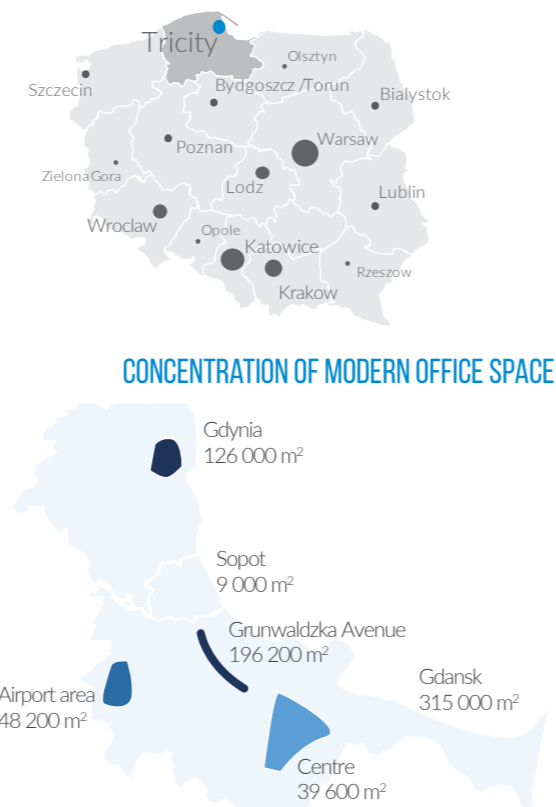 Tricity
Olsztyn
Szczecin
Bydgoszcz /Torun
Bialystok
Poznan
Warsaw
Zielona Gora
Lodz
Lublin
Wroclaw
Opole
Katowice
Krakow
Rzeszow
CONCENTRATION OF MODERN OFFICE SPACE
Gdynia
126 000 m²
Sopot
9 000 m²
Grunwaldzka Avenue
196 200 m²
Airport area
48 200 m²
Gdansk
315 000 m²
Centre
39 600 m²